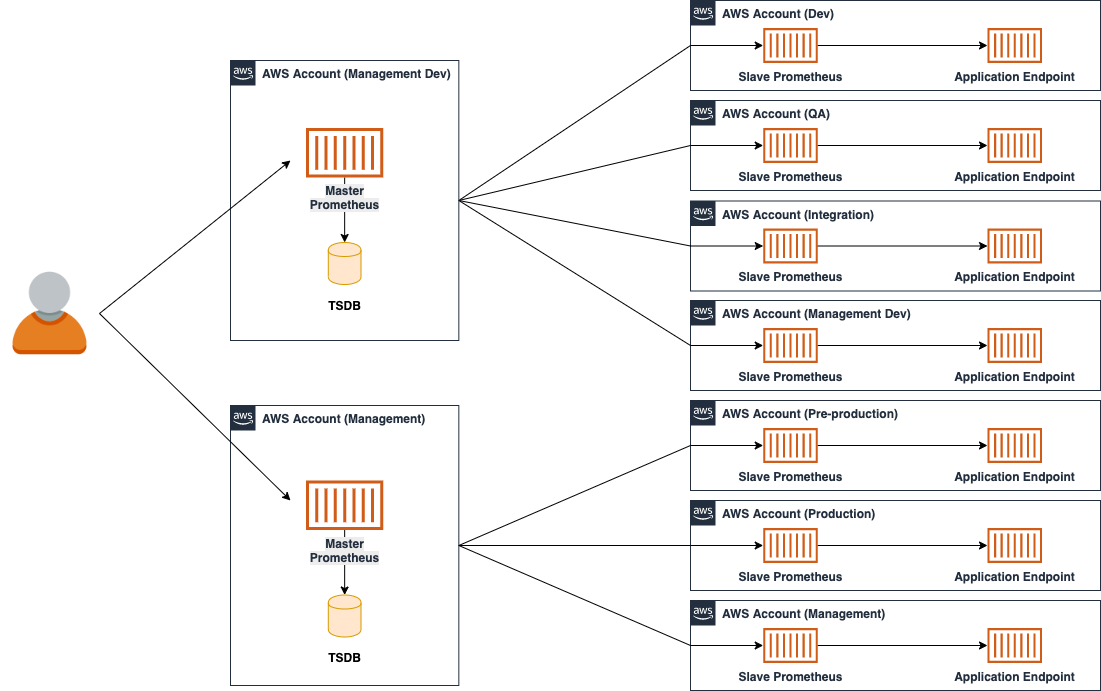 aws
AWS Account (Management Dev)
Master
Prometheus
TSDB
aws
AWS Account (Management)
Master
Prometheus
TSDB
aws
AWS Account (Dev)
Slave Prometheus
Application Endpoint
aws
AWS Account (QA)
Slave Prometheus
Application Endpoint
aws
AWS Account (Integration)
Slave Prometheus
Application Endpoint
aws
AWS Account (Management Dev)
Slave Prometheus
Application Endpoint
aws
AWS Account (Pre-production)
Slave Prometheus
Application Endpoint
aws
AWS Account (Production)
Slave Prometheus
Application Endpoint
aws
AWS Account (Management)
Slave Prometheus
Application Endpoint